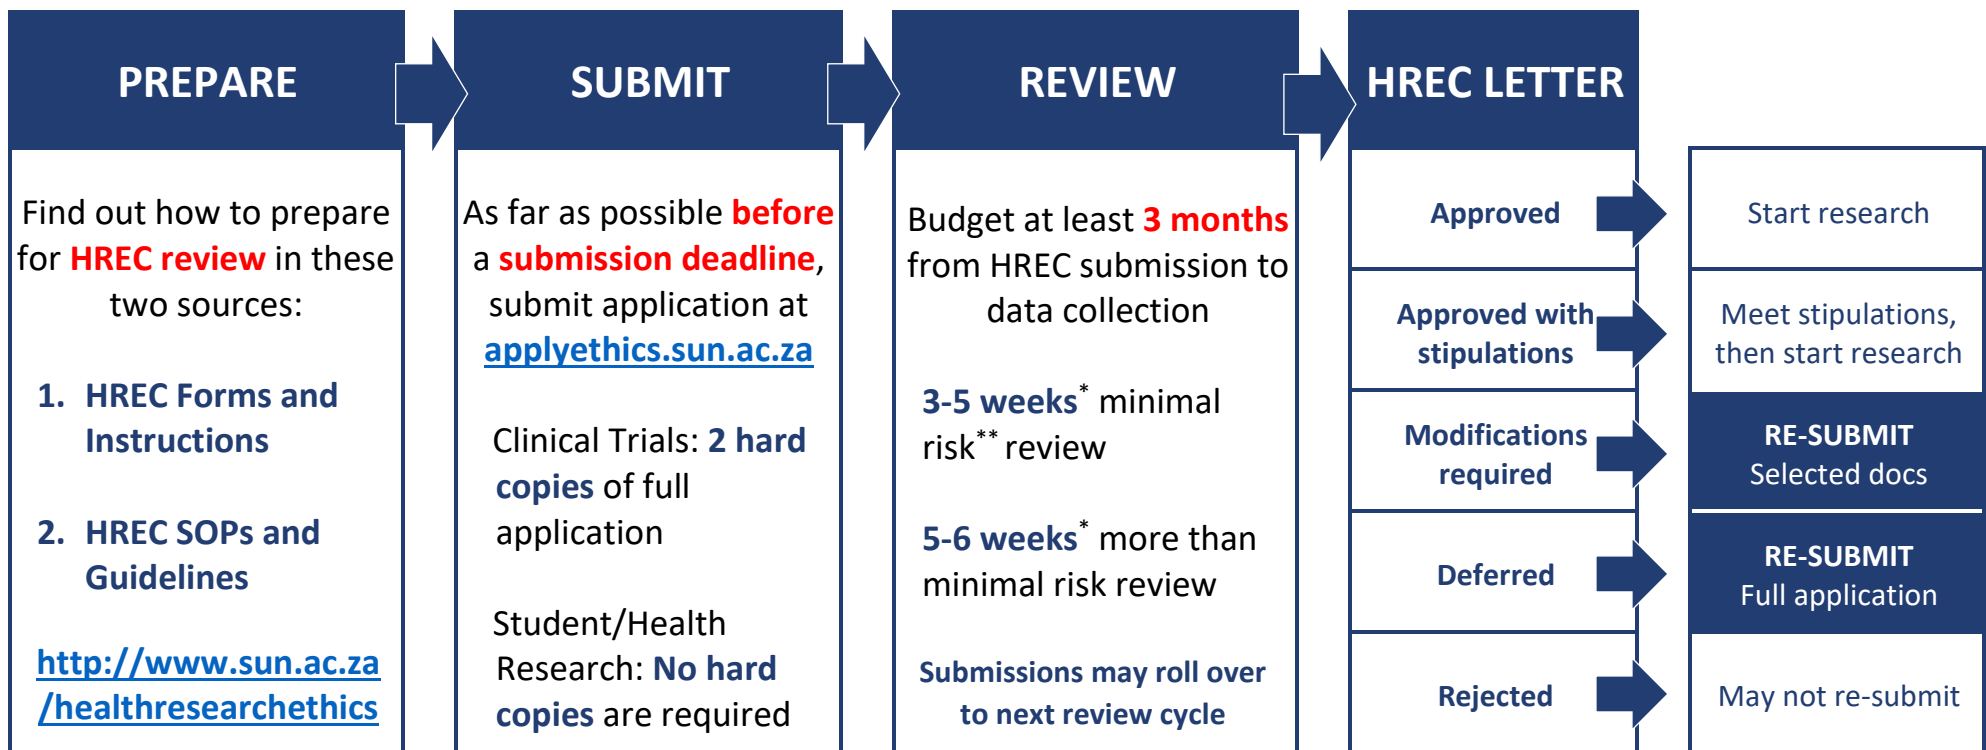 PREPARE
Find out how to prepare
for HREC review in these
two sources:
1. HREC Forms and
Instructions
2. HREC SOPs and
Guidelines
http://www.sun.ac.za
/healthresearchethics
SUBMIT
As far as possible before
a submission deadline,
submit application at
applyethics.sun.ac.za
Clinical Trials: 2 hard
copies of full
application
Student/Health
Research: No hard
copies are required
REVIEW
Budget at least 3 months
from HREC submission to
data collection
3-5 weeks* minimal
risk** review
5-6 weeks* more than
minimal risk review
Submissions may roll over
to next review cycle
HREC LETTER
Approved
Start research
Approved with
stipulations
Meet stipulations,
then start research
Modifications
required
RE-SUBMIT
Selected docs
Deferred
RE-SUBMIT
Full application
Rejected
May not re-submit